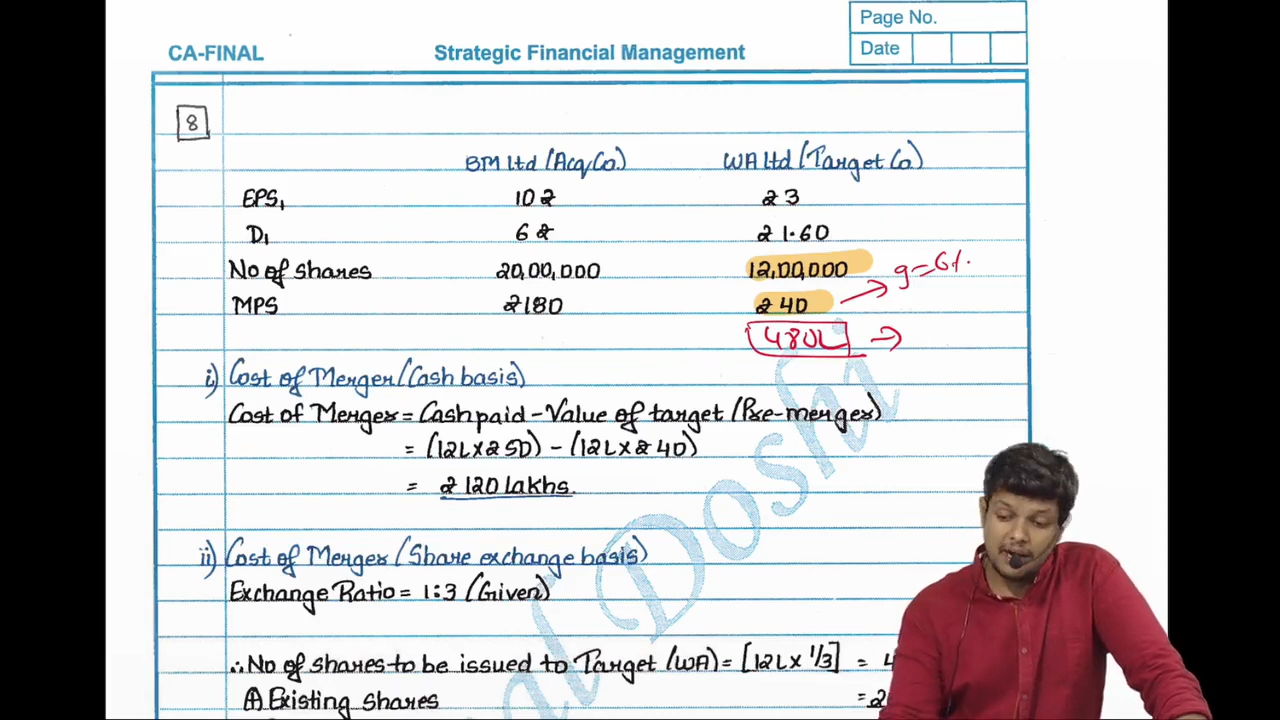 Page No.
CA-FINAL Strategic Financial Management Date
8
BM Ltd (Acq Co.) WA Ltd (Target Co.)
EPS₁ 10 ₹ ₹ 3
D₁ 6 ₹ ₹ 1.60
No of shares 20,00,000 12,00,000 g=6%
MPS ₹180 ₹ 40
480L
i) Cost of Merger (Cash basis)
Cost of Merger = Cash paid - Value of target (Pre-merger)
= (12L×₹50) - (12L×₹40)
= ₹120 lakhs.
ii) Cost of Merger (Share exchange basis)
Exchange Ratio = 1:3 (Given)
∴ No of shares to be issued to Target (WA) = [12L × 1/3] = 4
(+) Existing shares = 2
Doshi